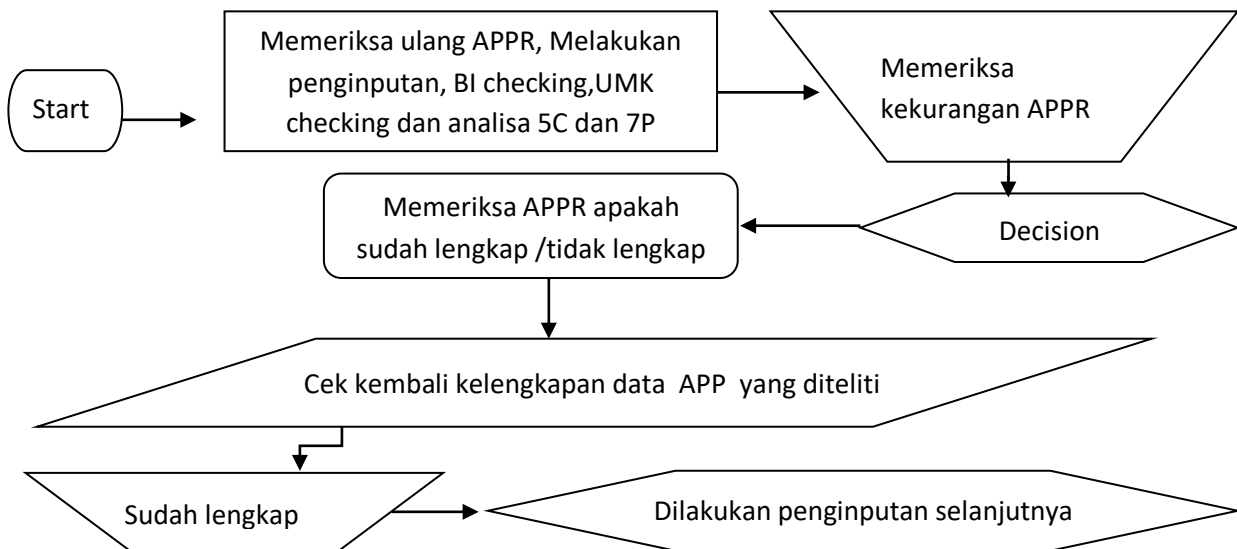 Start
Memeriksa ulang APPR, Melakukan
penginputan, BI checking,UMK
checking dan analisa 5C dan 7P
Memeriksa
kekurangan APPR
Decision
Memeriksa APPR apakah
sudah lengkap /tidak lengkap
Cek kembali kelengkapan data  APP  yang diteliti
Sudah lengkap
Dilakukan penginputan selanjutnya